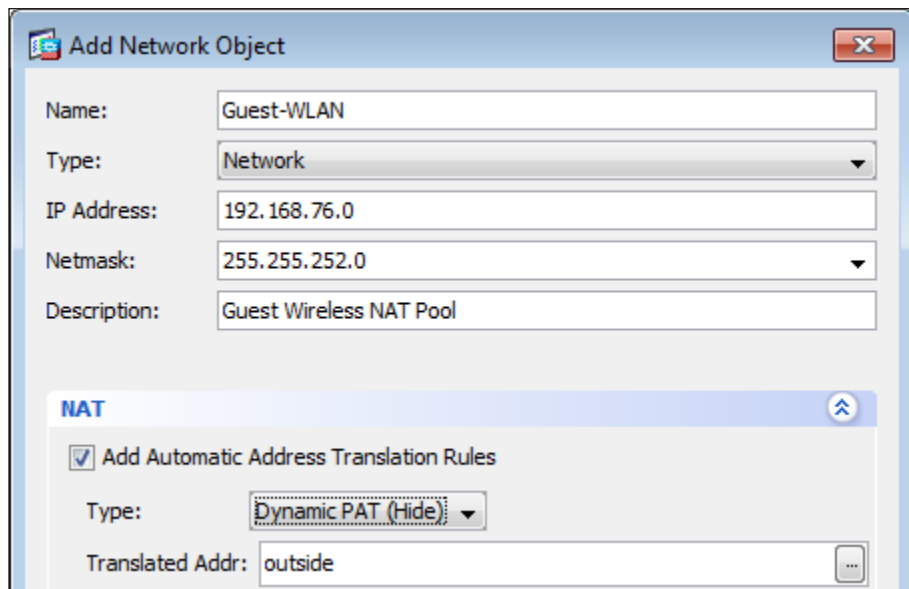 Add Network Object
Name: Guest-WLAN
Type: Network
IP Address: 192.168.76.0
Netmask: 255.255.252.0
Description: Guest Wireless NAT Pool
NAT
Add Automatic Address Translation Rules
Type: Dynamic PAT (Hide)
Translated Addr: outside ...